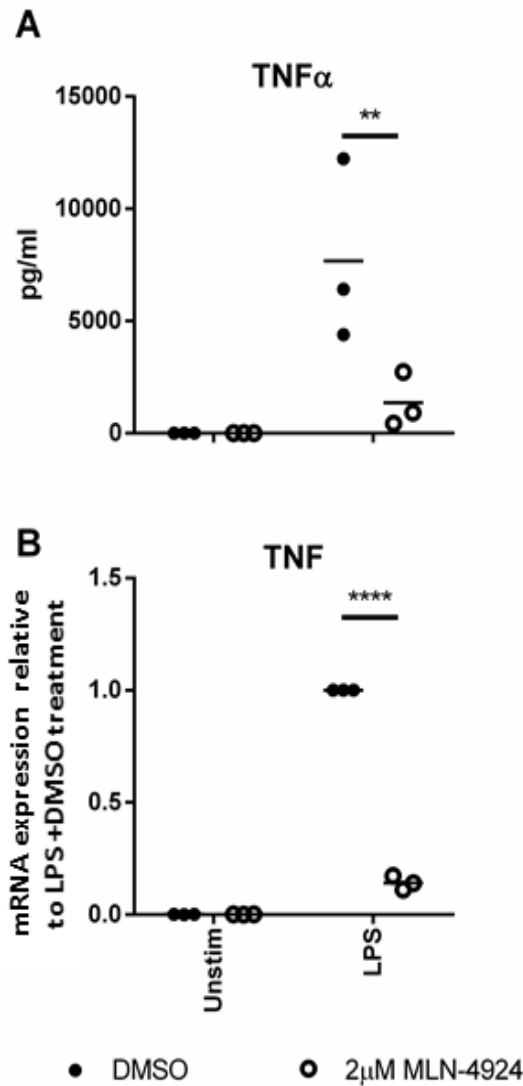 A
TNFα
15000
**
10000
pg/ml
5000
0
B
TNF
1.5
****
mRNA expression relative
to LPS+DMSO treatment
1.0
0.5
0.0
Unstim
LPS
DMSO
2μM MLN-4924